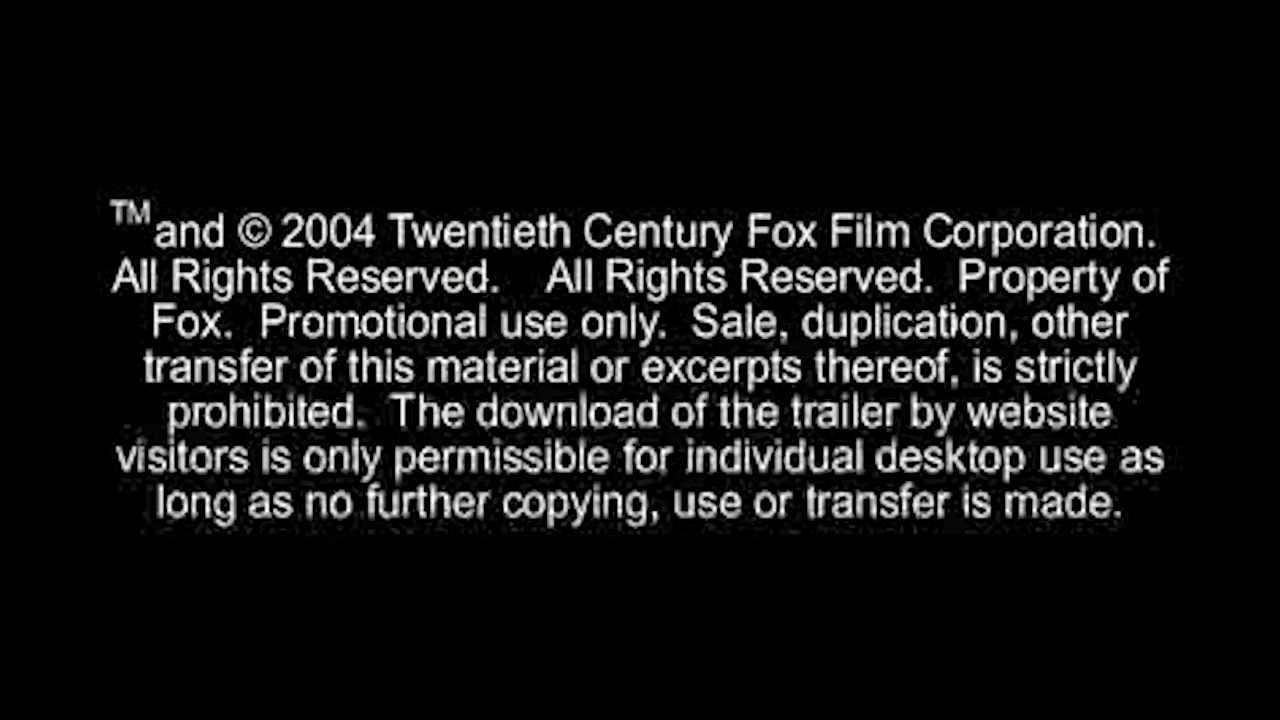 TM and © 2004 Twentieth Century Fox Film Corporation.
All Rights Reserved. All Rights Reserved. Property of
Fox. Promotional use only. Sale, duplication, other
transfer of this material or excerpts thereof, is strictly
prohibited. The download of the trailer by website
visitors is only permissible for individual desktop use as
long as no further copying, use or transfer is made.